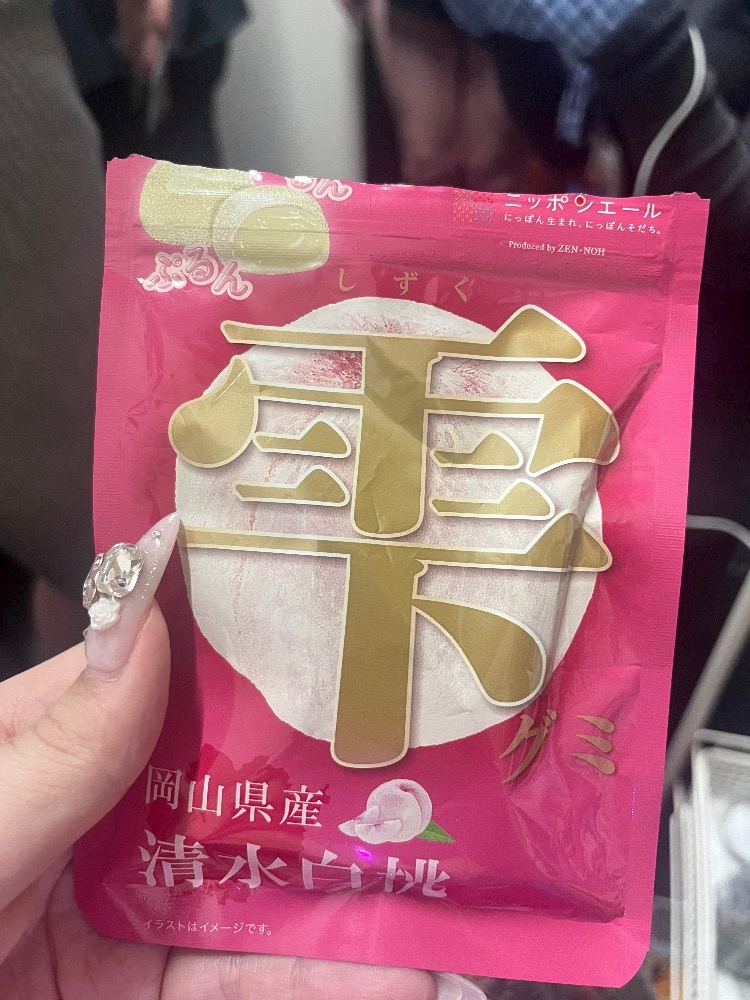 ニッポンエール
にっぽん生まれ、にっぽんそだち。
Produced by ZEN-NOH
ぷるん
しずく
雫
グミ
岡山県産
清水白桃
イラストはイメージです。